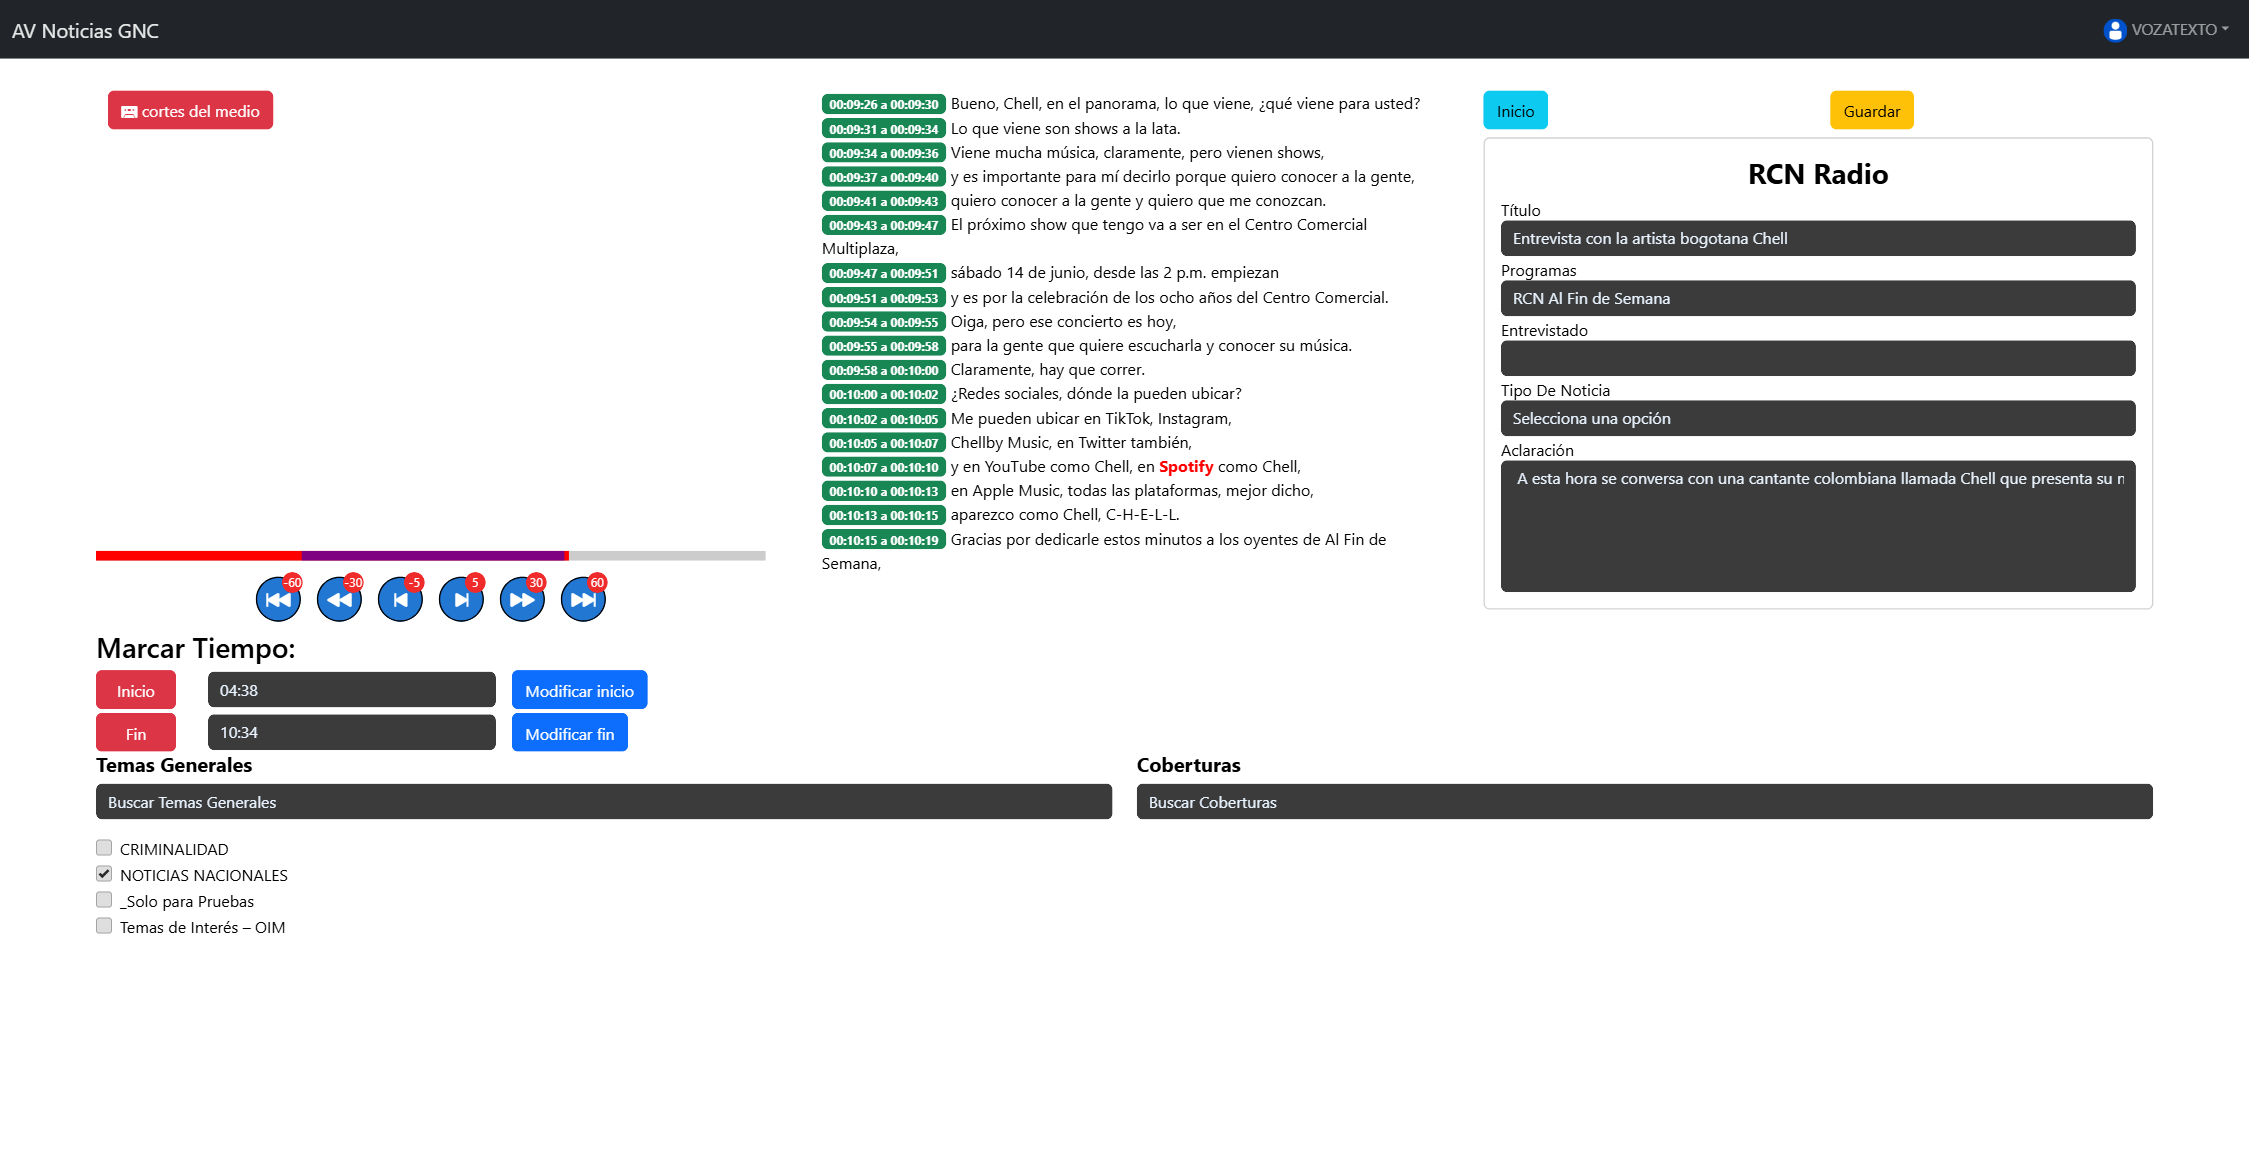 AV Noticias GNC
VOZATEXTO
cortes del medio
-60
-30
-5
5
30
60
Marcar Tiempo:
Inicio
04:38
Modificar inicio
Fin
10:34
Modificar fin
00:09:26 a 00:09:30 Bueno, Chell, en el panorama, lo que viene, ¿qué viene para usted?
00:09:31 a 00:09:34 Lo que viene son shows a la lata.
00:09:34 a 00:09:36 Viene mucha música, claramente, pero vienen shows,
00:09:37 a 00:09:40 y es importante para mí decirlo porque quiero conocer a la gente,
00:09:41 a 00:09:43 quiero conocer a la gente y quiero que me conozcan.
00:09:43 a 00:09:47 El próximo show que tengo va a ser en el Centro Comercial
Multiplaza,
00:09:47 a 00:09:51 sábado 14 de junio, desde las 2 p.m. empiezan
00:09:51 a 00:09:53 y es por la celebración de los ocho años del Centro Comercial.
00:09:54 a 00:09:55 Oiga, pero ese concierto es hoy,
00:09:55 a 00:09:58 para la gente que quiere escucharla y conocer su música.
00:09:58 a 00:10:00 Claramente, hay que correr.
00:10:00 a 00:10:02 ¿Redes sociales, dónde la pueden ubicar?
00:10:02 a 00:10:05 Me pueden ubicar en TikTok, Instagram,
00:10:05 a 00:10:07 Chellby Music, en Twitter también,
00:10:07 a 00:10:10 y en YouTube como Chell, en Spotify como Chell,
00:10:10 a 00:10:13 en Apple Music, todas las plataformas, mejor dicho,
00:10:13 a 00:10:15 aparezco como Chell, C-H-E-L-L.
00:10:15 a 00:10:19 Gracias por dedicarle estos minutos a los oyentes de Al Fin de
Semana,
Inicio
Guardar
RCN Radio
Título
Entrevista con la artista bogotana Chell
Programas
RCN Al Fin de Semana
Entrevistado
Tipo De Noticia
Selecciona una opción
Aclaración
A esta hora se conversa con una cantante colombiana llamada Chell que presenta su
Temas Generales
Buscar Temas Generales
CRIMINALIDAD
NOTICIAS NACIONALES
_Solo para Pruebas
Temas de Interés – OIM
Coberturas
Buscar Coberturas